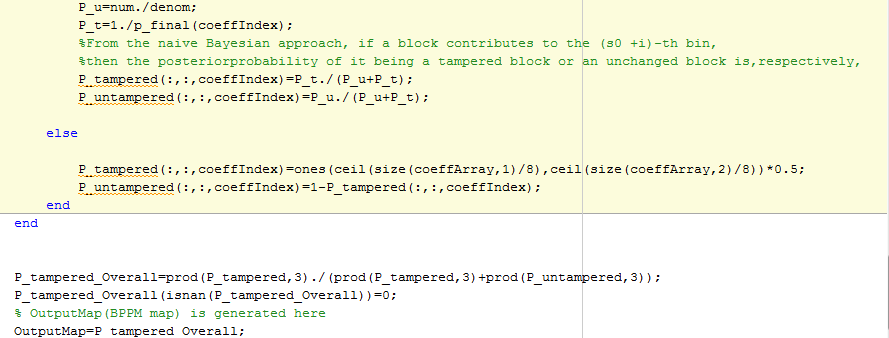 P_u=num./denom;
P_t=1./p_final(coeffIndex);
%From the naive Bayesian approach, if a block contributes to the (s0 +i)-th bin,
%then the posteriorprobability of it being a tampered block or an unchanged block is,respectively,
P_tampered(:,:,coeffIndex)=P_t./(P_u+P_t);
P_untampered(:,:,coeffIndex)=P_u./(P_u+P_t);
else
P_tampered(:,:,coeffIndex)=ones(ceil(size(coeffArray,1)/8),ceil(size(coeffArray,2)/8))*0.5;
P_untampered(:,:,coeffIndex)=1-P_tampered(:,:,coeffIndex);
end
end
P_tampered_Overall=prod(P_tampered,3)./(prod(P_tampered,3)+prod(P_untampered,3));
P_tampered_Overall(isnan(P_tampered_Overall))=0;
% OutputMap(BPPM map) is generated here
OutputMap=P_tampered_Overall;